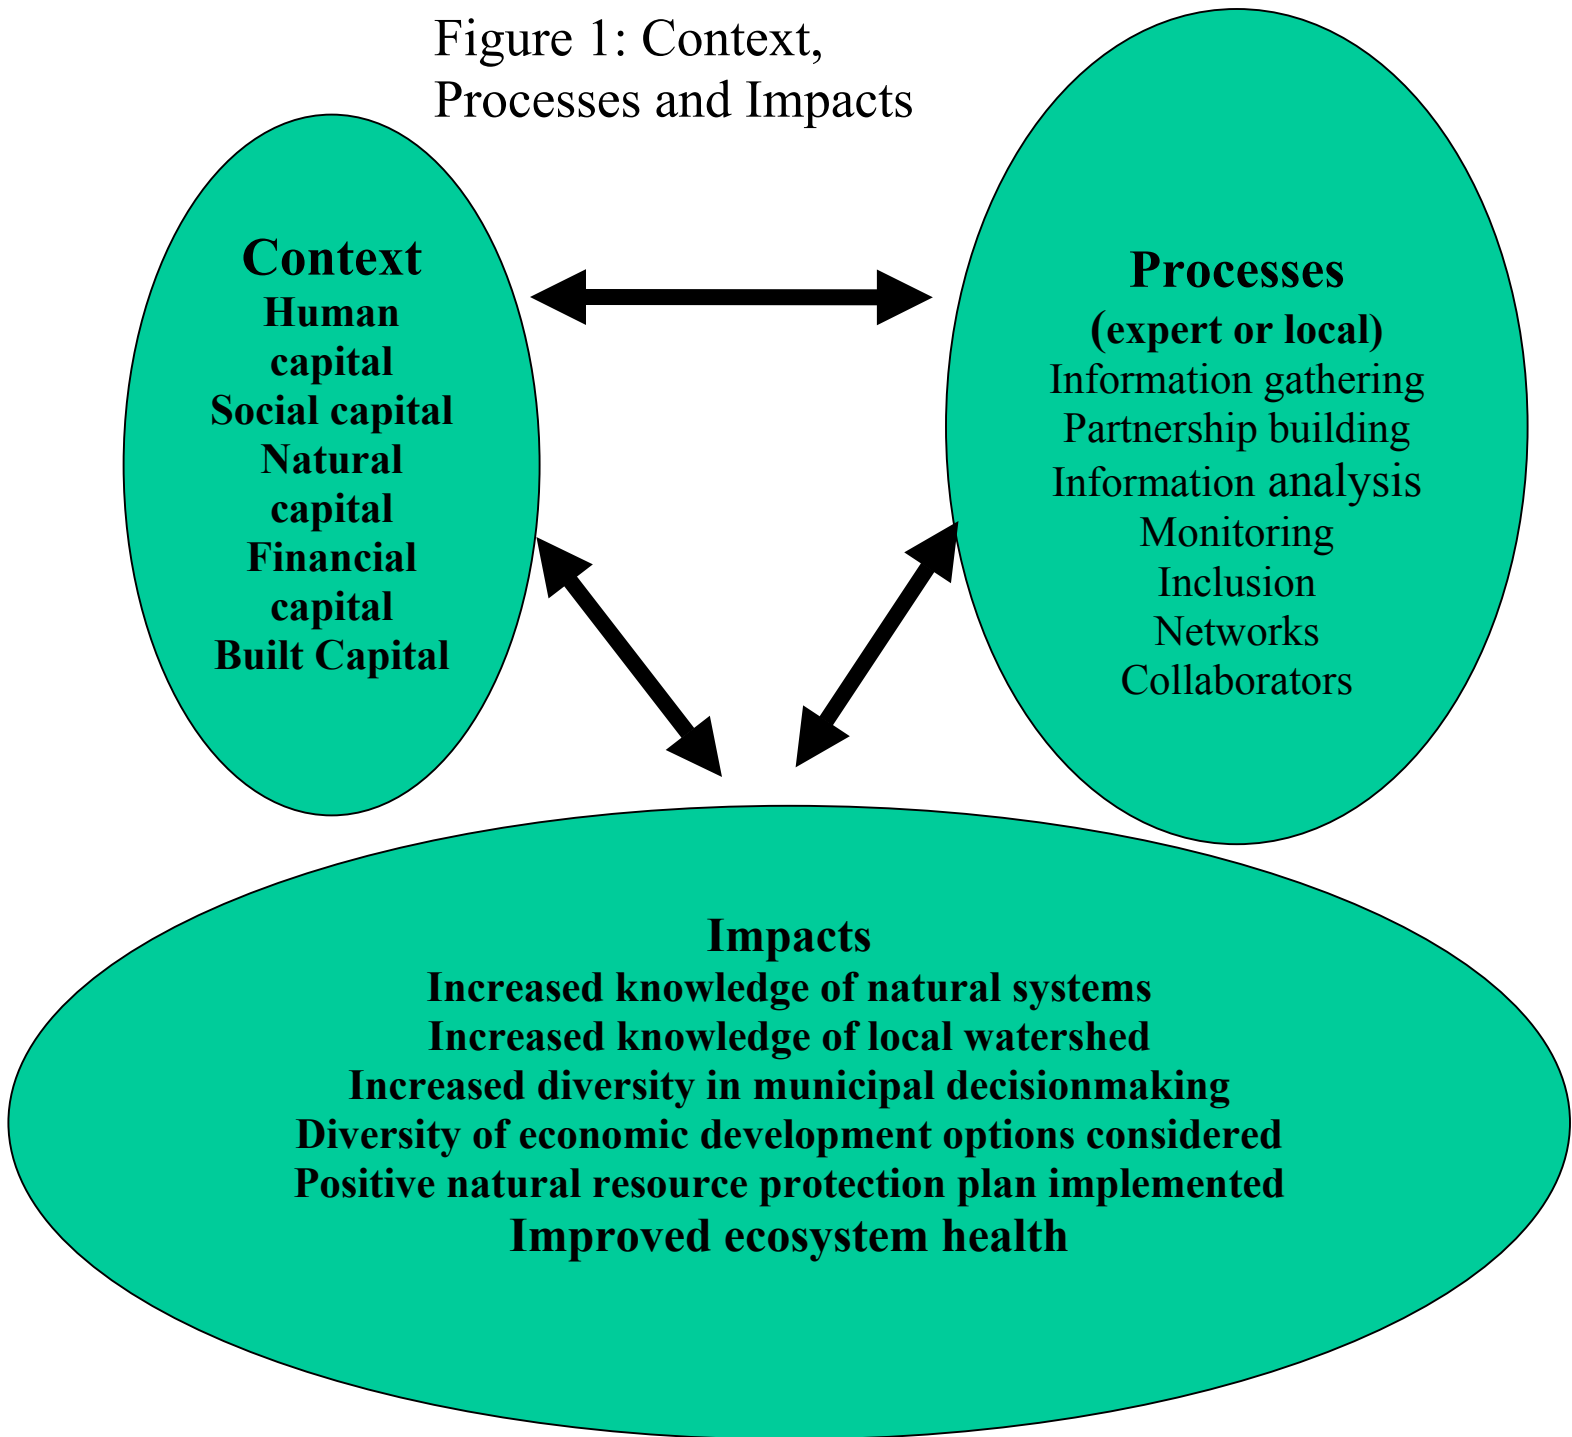 Figure 1: Context,
Processes and Impacts
Context
Human
capital
Social capital
Natural
capital
Financial
capital
Built Capital
Processes
(expert or local)
Information gathering
Partnership building
Information analysis
Monitoring
Inclusion
Networks
Collaborators
Impacts
Increased knowledge of natural systems
Increased knowledge of local watershed
Increased diversity in municipal decisionmaking
Diversity of economic development options considered
Positive natural resource protection plan implemented
Improved ecosystem health